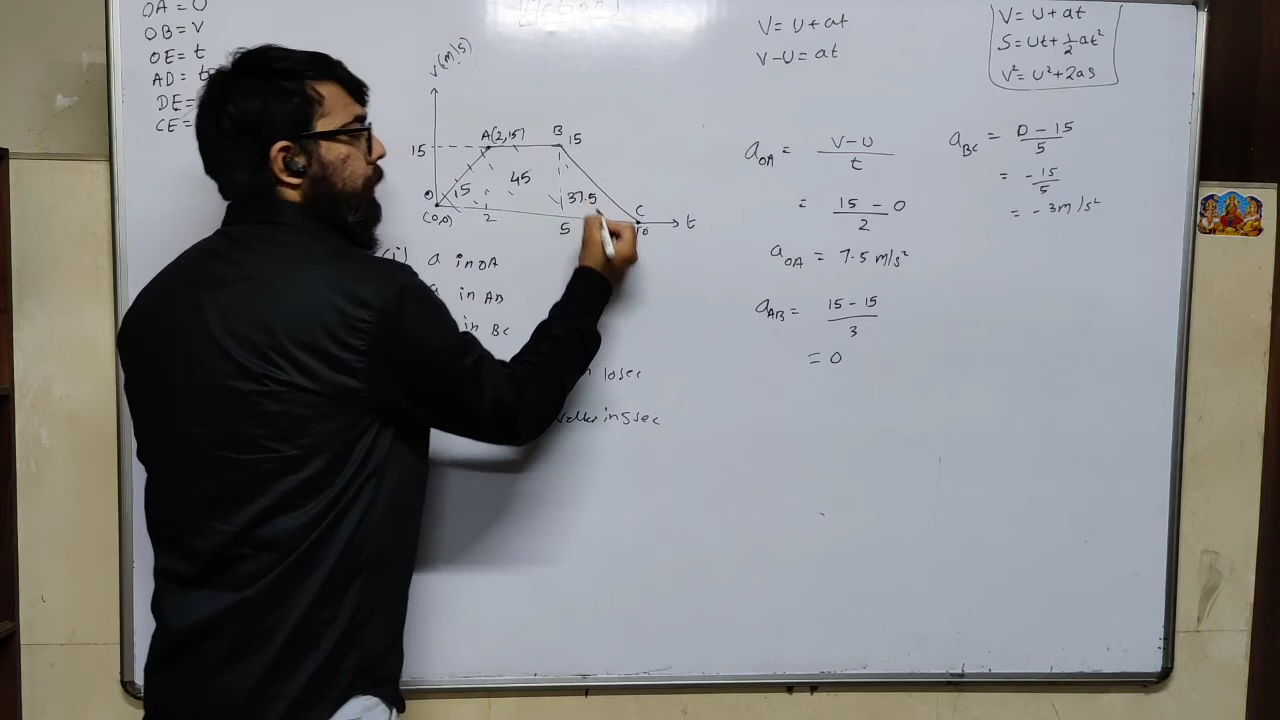 OA = U
OB = V
OE = t
AD = t
DE =
CE =
V(m/s)
A(2,15)
B
15
15
15
45
37.5
O
(0,0)
2
5
C
10
t
(i) a in OA
in AB
in BC
10sec
in 5sec
V = U + at
V - U = at
V = U + at
S = Ut + ½at²
V² = U² + 2as
a_OA = V - U / t
= 15 - 0 / 2
a_OA = 7.5 m/s²
a_AB = 15 - 15 / 3
= 0
a_BC = 0 - 15 / 5
= -15 / 5
= -3m/s²